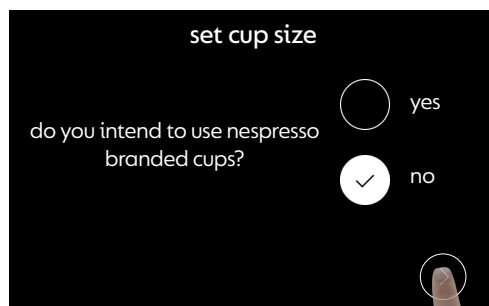 set cup size
do you intend to use nespresso
branded cups?
yes
no